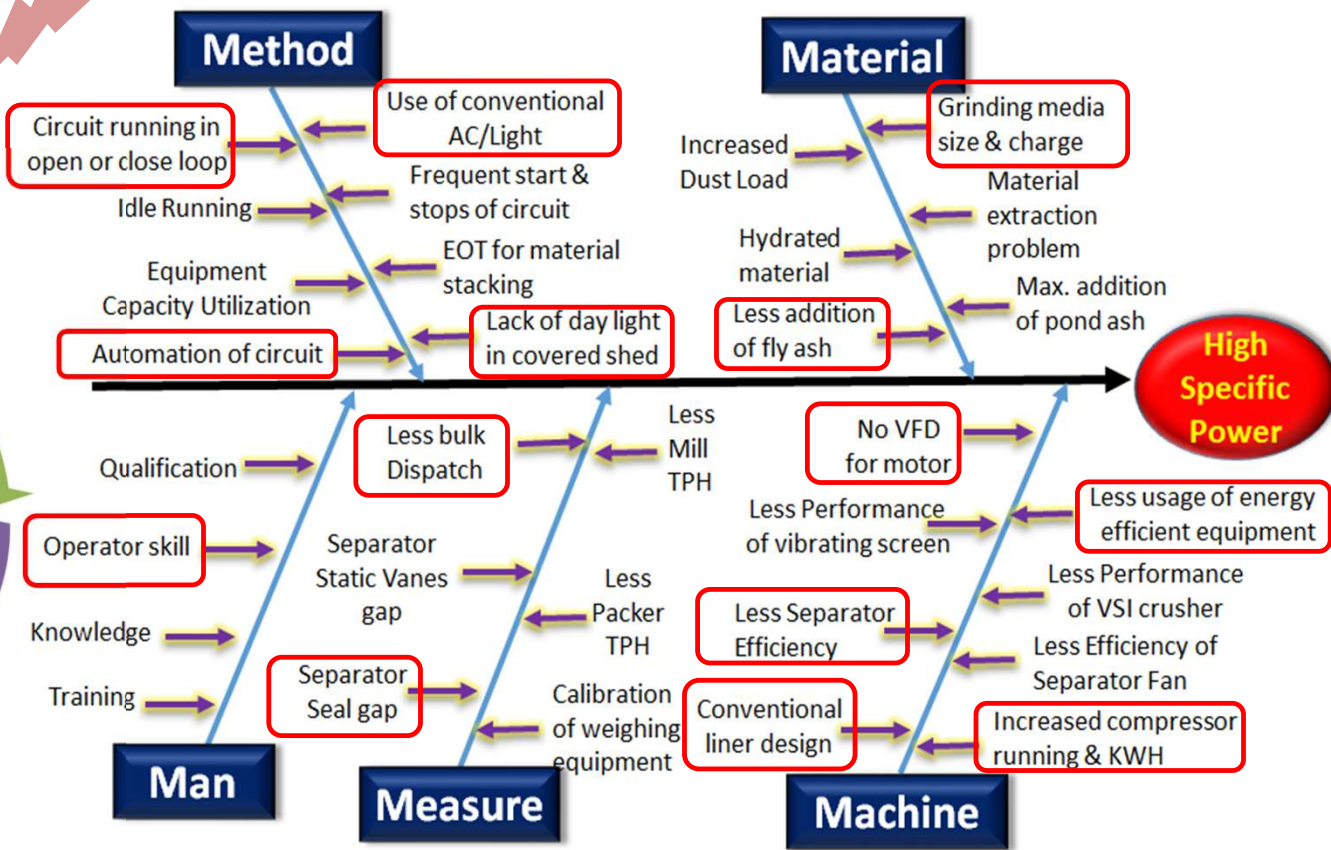 Method
Circuit running in
open or close loop
Use of conventional
AC/Light
Idle Running
Frequent start &
stops of circuit
Equipment
Capacity Utilization
EOT for material
stacking
Automation of circuit
Lack of day light
in covered shed
Material
Increased
Dust Load
Grinding media
size & charge
Hydrated
material
Material
extraction
problem
Less addition
of fly ash
Max. addition
of pond ash
High
Specific
Power
Qualification
Operator skill
Knowledge
Training
Man
Less bulk
Dispatch
Less
Mill
TPH
Separator
Static Vanes
gap
Less
Packer
TPH
Separator
Seal gap
Calibration
of weighing
equipment
Measure
No VFD
for motor
Less usage of energy
efficient equipment
Less Performance
of vibrating screen
Less Performance
of VSI crusher
Less Separator
Efficiency
Less Efficiency of
Separator Fan
Conventional
liner design
Increased compressor
running & KWH
Machine